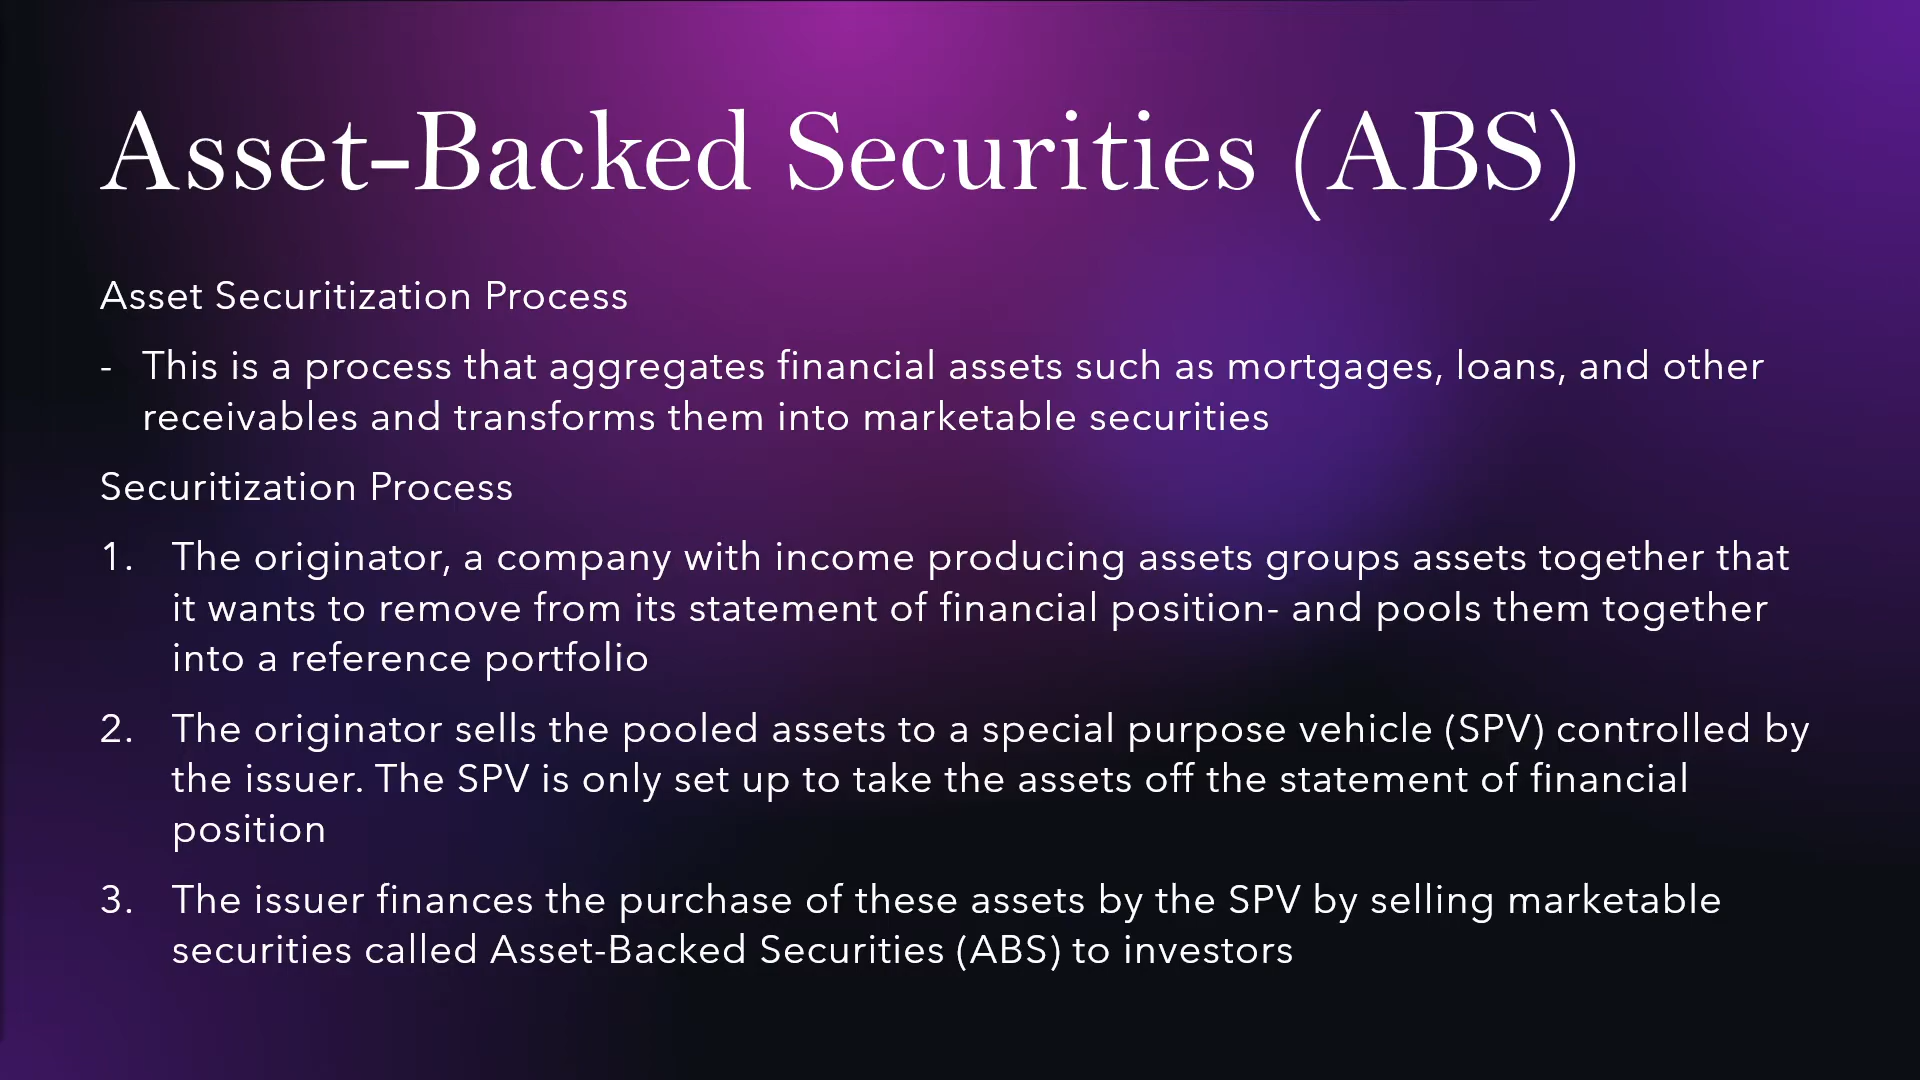 Asset-Backed Securities (ABS)
Asset Securitization Process
- This is a process that aggregates financial assets such as mortgages, loans, and other
receivables and transforms them into marketable securities
Securitization Process
1. The originator, a company with income producing assets groups assets together that
it wants to remove from its statement of financial position- and pools them together
into a reference portfolio
2. The originator sells the pooled assets to a special purpose vehicle (SPV) controlled by
the issuer. The SPV is only set up to take the assets off the statement of financial
position
3. The issuer finances the purchase of these assets by the SPV by selling marketable
securities called Asset-Backed Securities (ABS) to investors